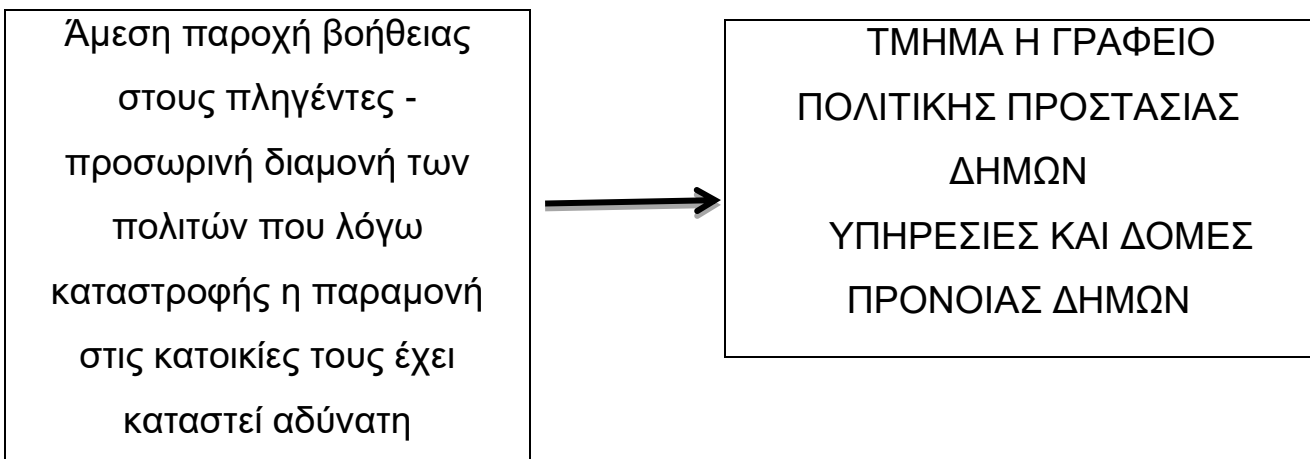 Άμεση παροχή βοήθειας
στους πληγέντες -
προσωρινή διαμονή των
πολιτών που λόγω
καταστροφής η παραμονή
στις κατοικίες τους έχει
καταστεί αδύνατη
ΤΜΗΜΑ Η ΓΡΑΦΕΙΟ
ΠΟΛΙΤΙΚΗΣ ΠΡΟΣΤΑΣΙΑΣ
ΔΗΜΩΝ
ΥΠΗΡΕΣΙΕΣ ΚΑΙ ΔΟΜΕΣ
ΠΡΟΝΟΙΑΣ ΔΗΜΩΝ